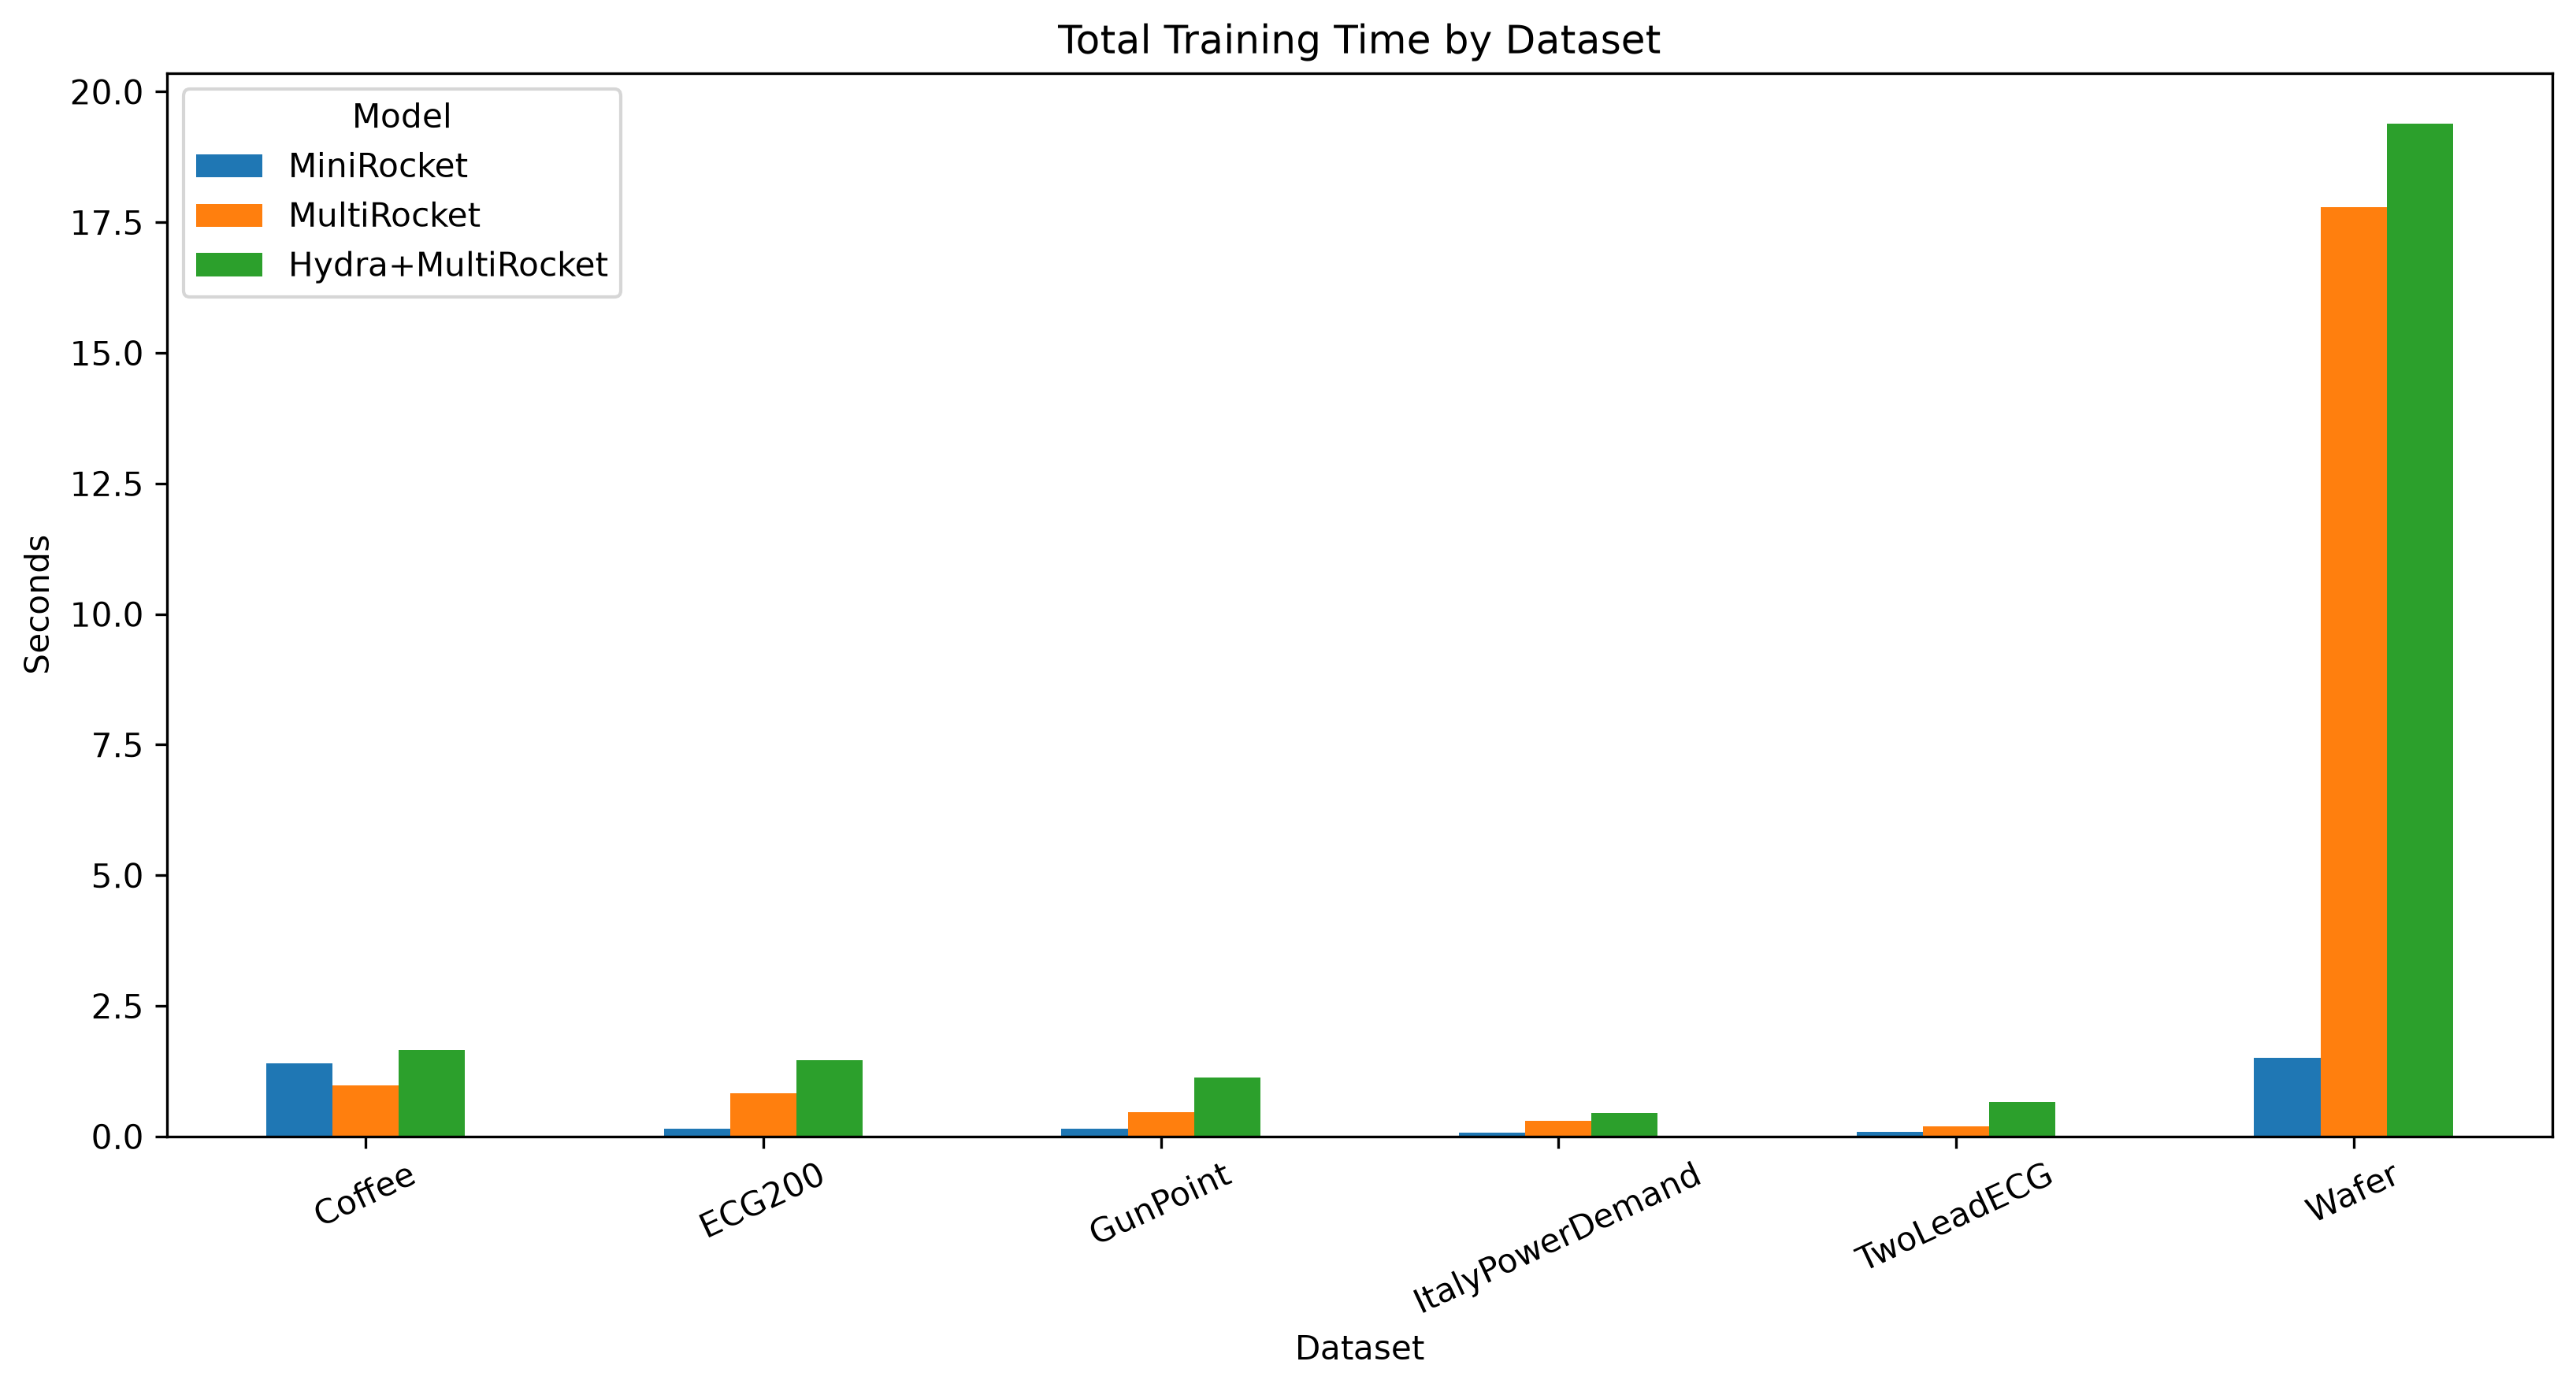 Total Training Time by Dataset
Model
MiniRocket
MultiRocket
Hydra+MultiRocket
Seconds
20.0
17.5
15.0
12.5
10.0
7.5
5.0
2.5
0.0
Coffee
ECG200
GunPoint
ItalyPowerDemand
TwoLeadECG
Wafer
Dataset